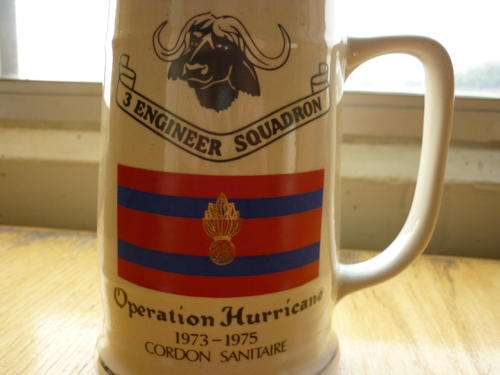 3 ENGINEER SQUADRON
Operation Hurricane
1973-1975
CORDON SANITAIRE